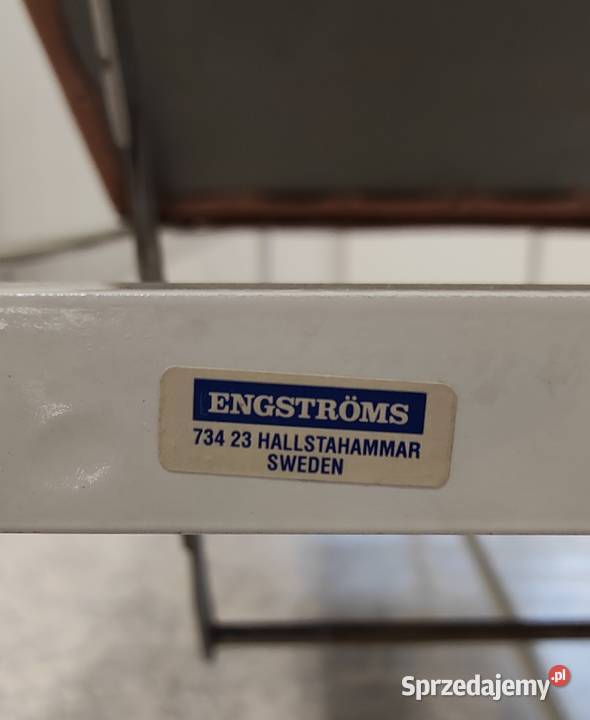 ENGSTRÖMS
734 23 HALLSTAHAMMAR
SWEDEN
Sprzedajemy.pl